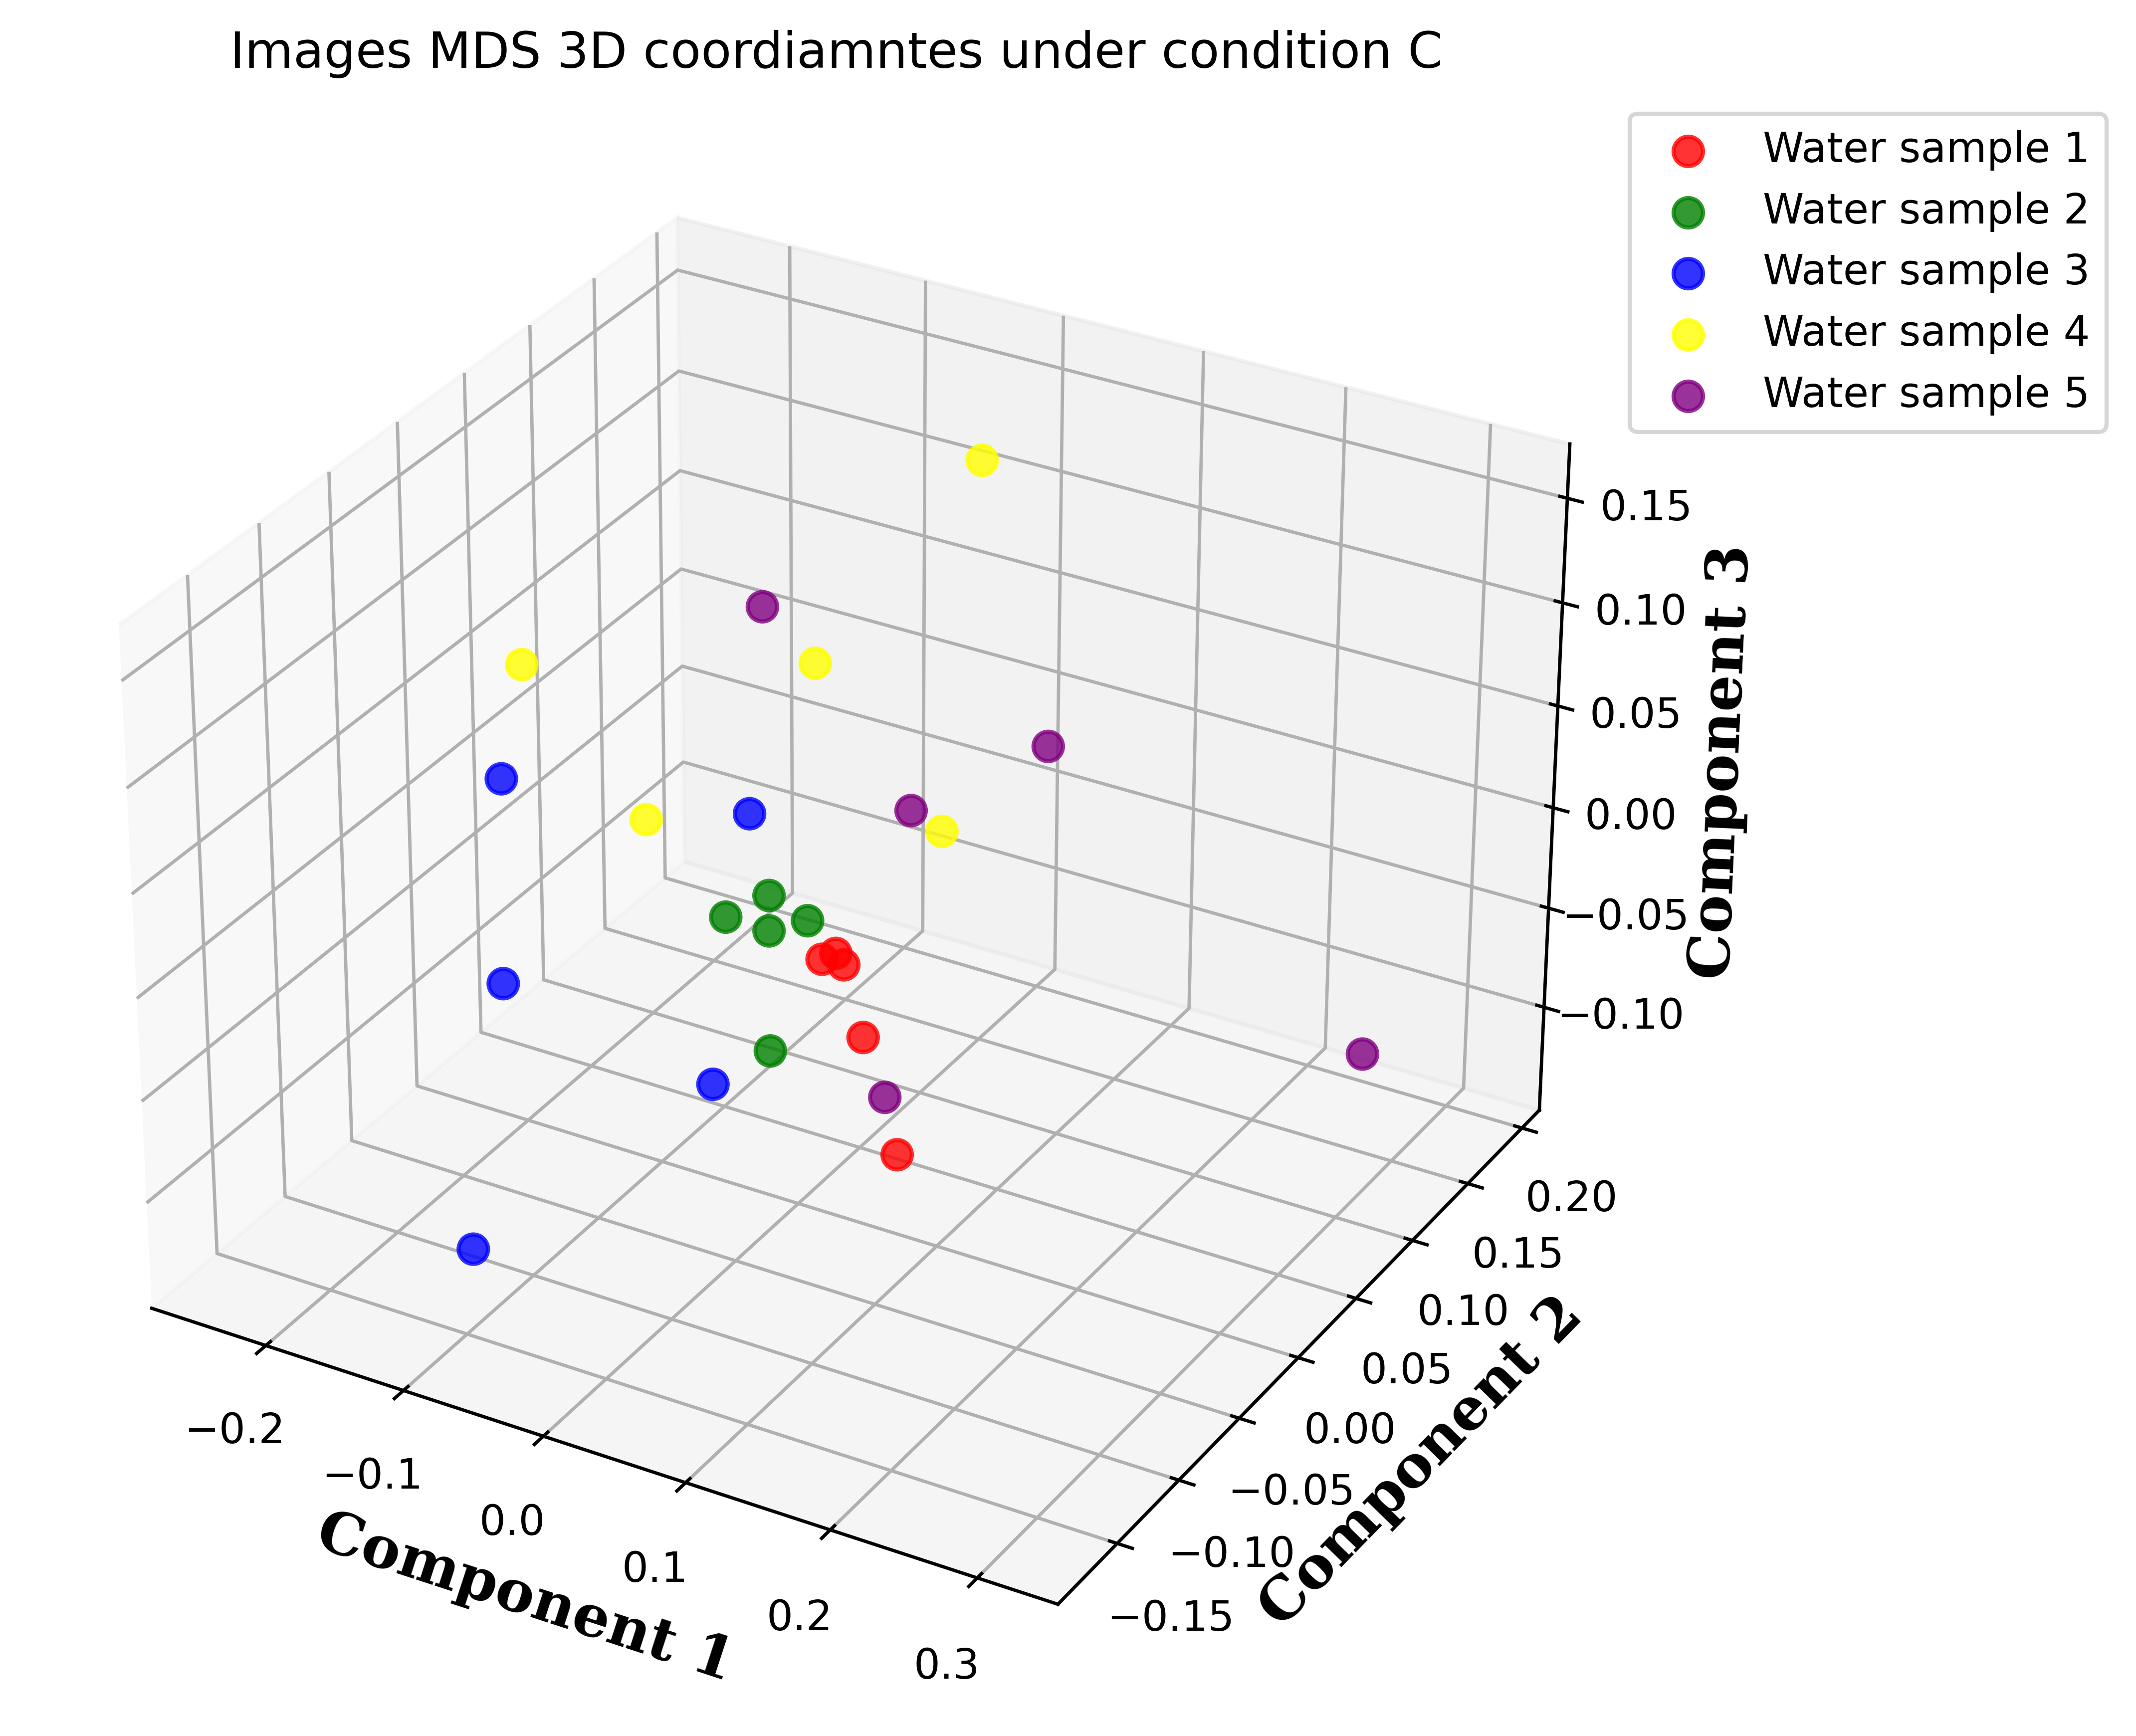 Images MDS 3D coordiamntes under condition C
Water sample 1
Water sample 2
Water sample 3
Water sample 4
Water sample 5
0.15
0.10
0.05
0.00
−0.05
−0.10
Component 3
0.20
0.15
0.10
0.05
0.00
−0.05
−0.10
−0.15
Component 2
−0.2
−0.1
0.0
0.1
0.2
0.3
Component 1